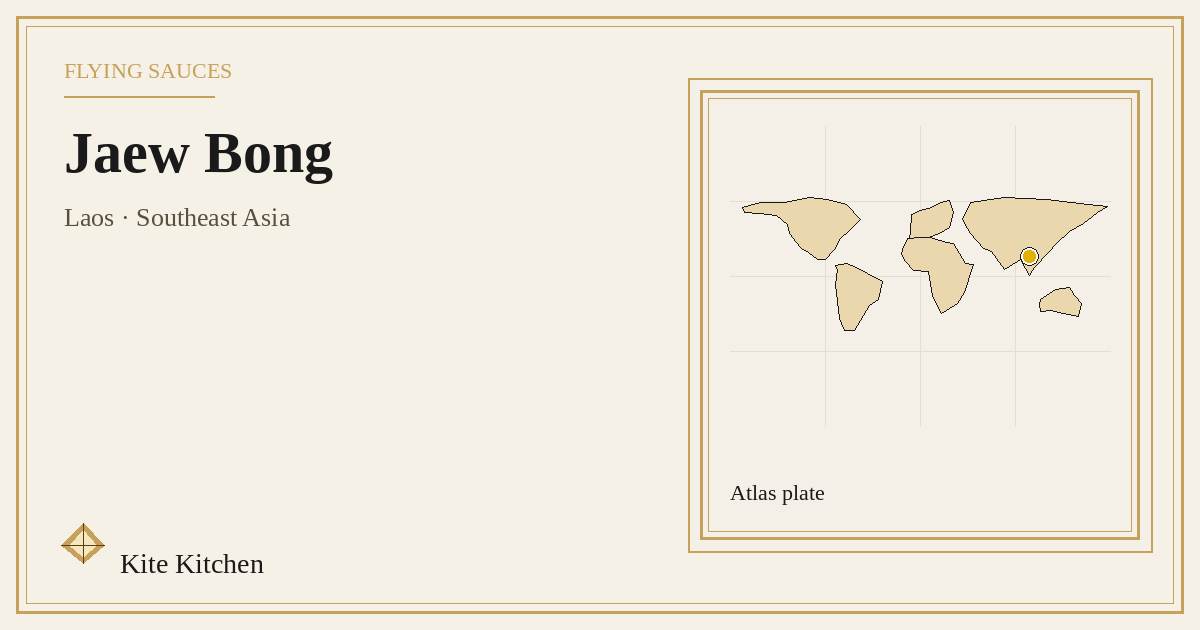 FLYING SAUCES
Jaew Bong
Laos · Southeast Asia
Atlas plate
Kite Kitchen